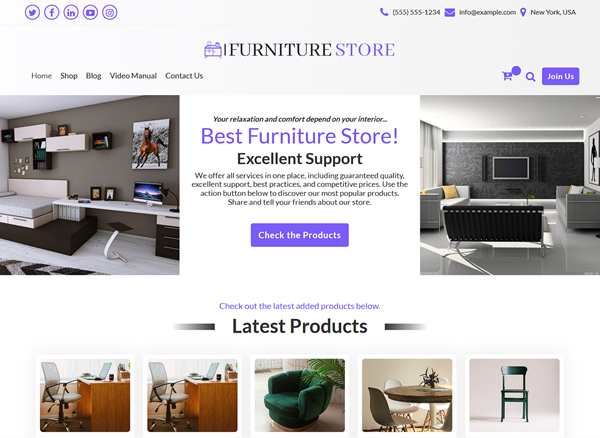 (555) 555-1234 info@example.com New York, USA
FURNITURE STORE
Home Shop Blog Video Manual Contact Us Join Us
Your relaxation and comfort depend on your interior...
Best Furniture Store!
Excellent Support
We offer all services in one place, including guaranteed quality,
excellent support, best practices, and competitive prices. Use the
action button below to discover our most popular products.
Share and tell your friends about our store.
Check the Products
Check out the latest added products below.
Latest Products